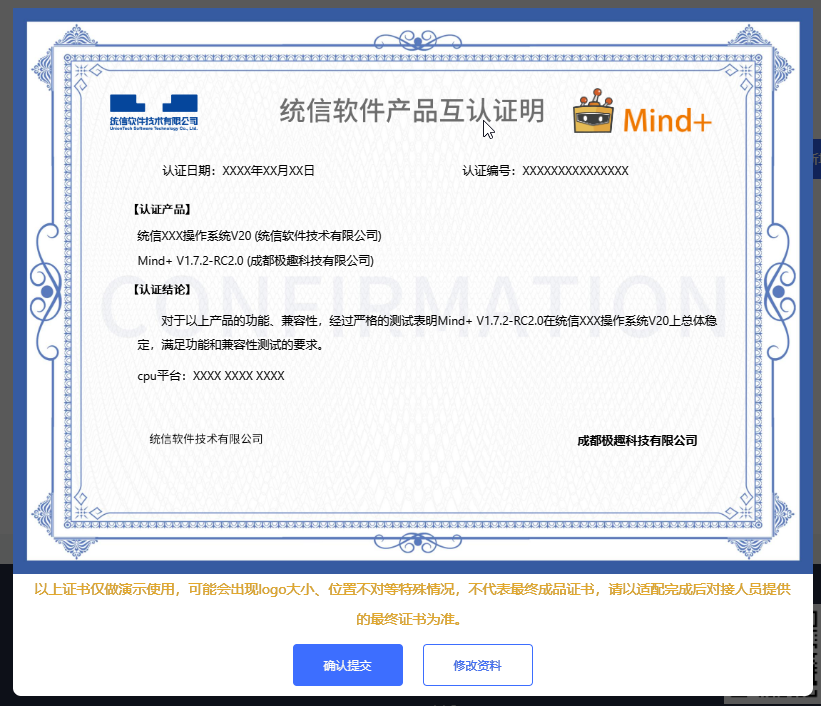 统信软件技术有限公司
UnionTech Software Technology Co., Ltd.
统信软件产品互认证明
Mind+
认证日期：XXXX年XX月XX日
认证编号：XXXXXXXXXXXXXXX
【认证产品】
统信XXX操作系统V20 (统信软件技术有限公司)
Mind+ V1.7.2-RC2.0 (成都极趣科技有限公司)
CONFIRMATION
【认证结论】
对于以上产品的功能、兼容性，经过严格的测试表明Mind+ V1.7.2-RC2.0在统信XXX操作系统V20上总体稳
定，满足功能和兼容性测试的要求。
cpu平台：XXXX XXXX XXXX
统信软件技术有限公司
成都极趣科技有限公司
以上证书仅做演示使用，可能会出现logo大小、位置不对等特殊情况，不代表最终成品证书，请以适配完成后对接人员提供
的最终证书为准。
确认提交
修改资料